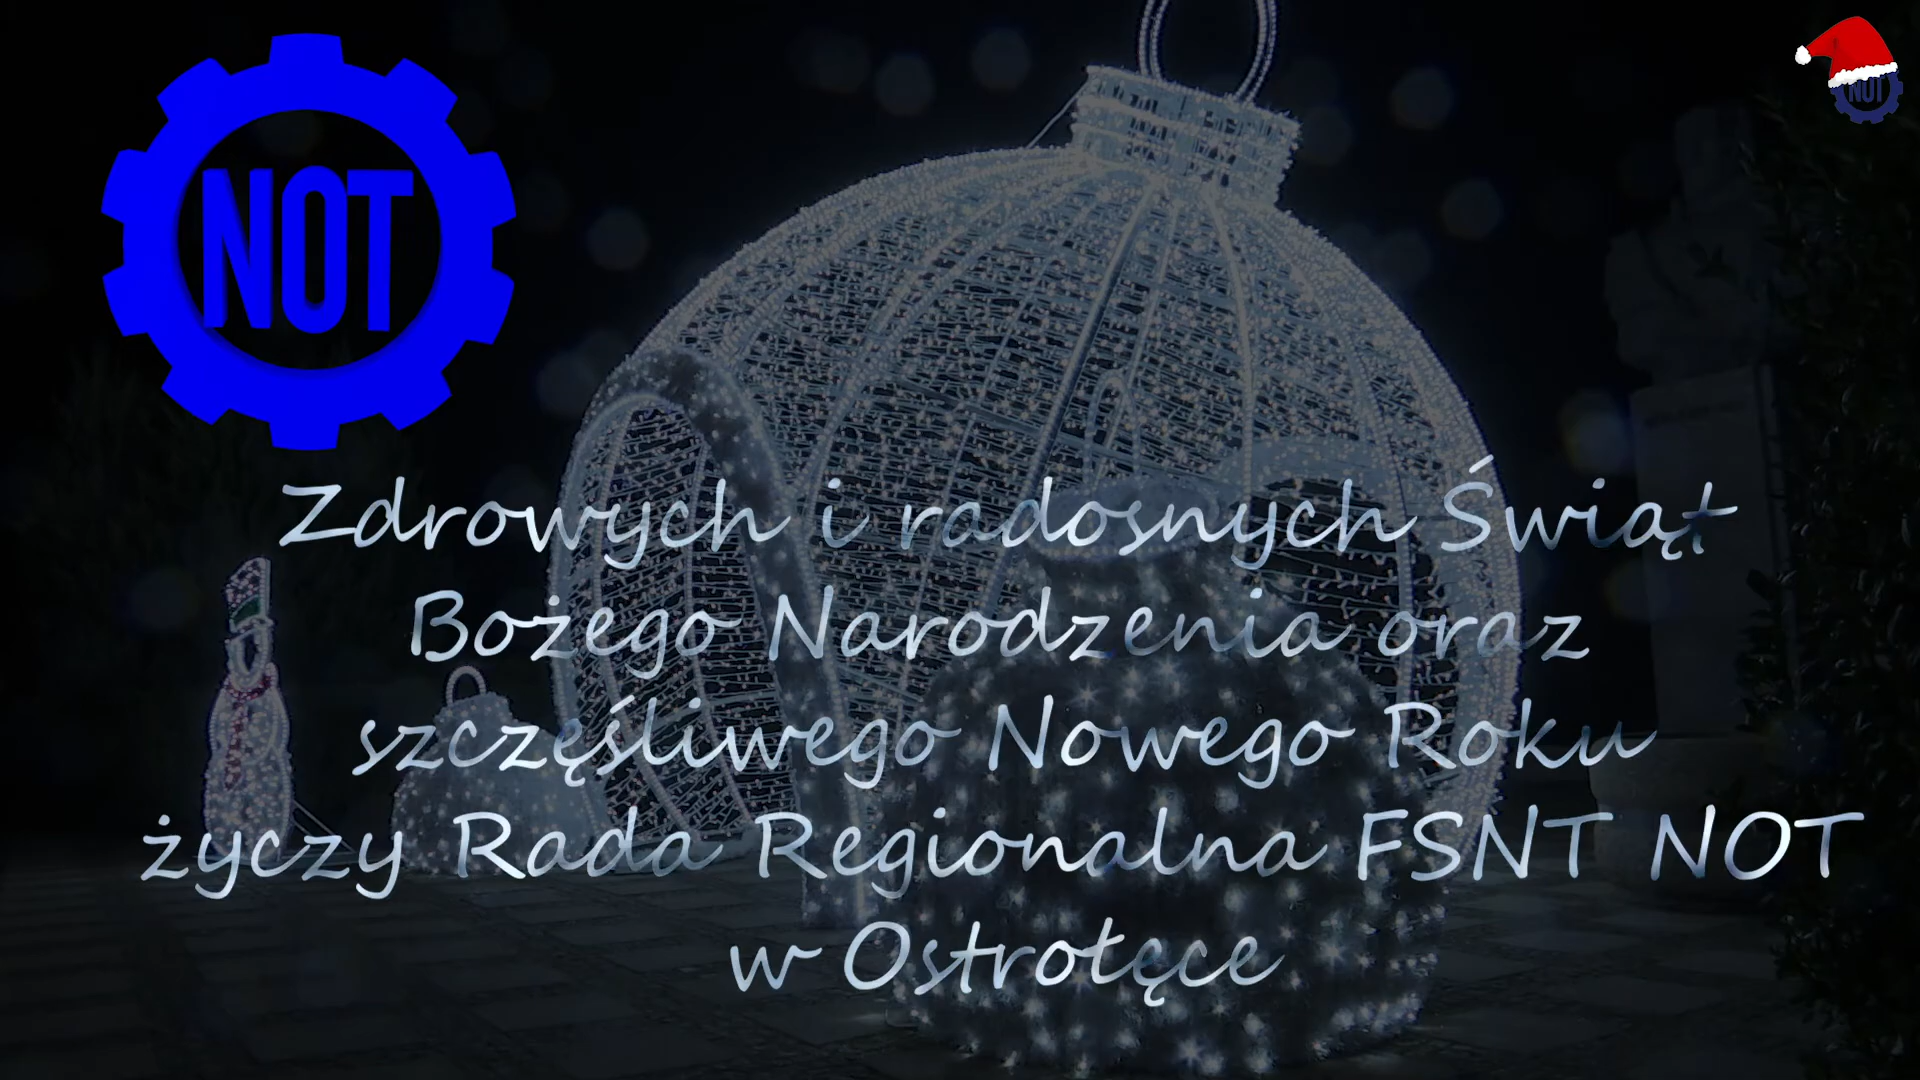 NOT
NOT
Zdrowych i radosnych Świąt
Bożego Narodzenia oraz
szczęśliwego Nowego Roku
życzy Rada Regionalna FSNT NOT
w Ostrołęce